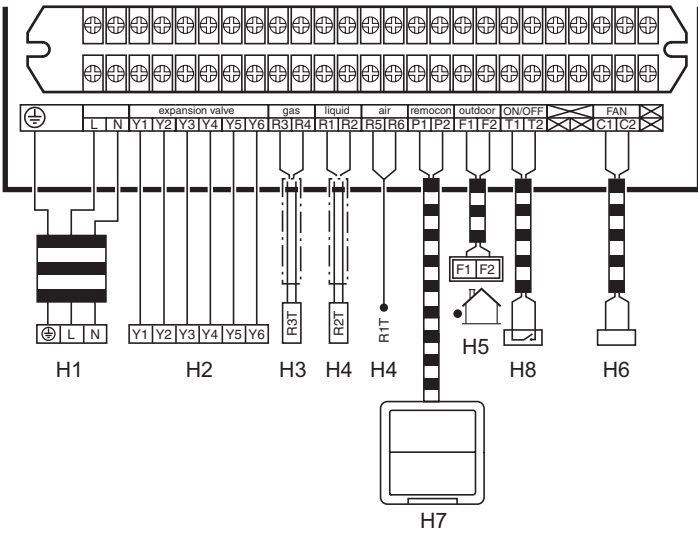 expansion valve gas liquid air remocon outdoor ON/OFF FAN
L N Y1 Y2 Y3 Y4 Y5 Y6 R3 R4 R1 R2 R5 R6 P1 P2 F1 F2 T1 T2 C1 C2
F1 F2
L N Y1 Y2 Y3 Y4 Y5 Y6 R3T R2T R1T
H5
H1 H2 H3 H4 H4 H8 H6
H7